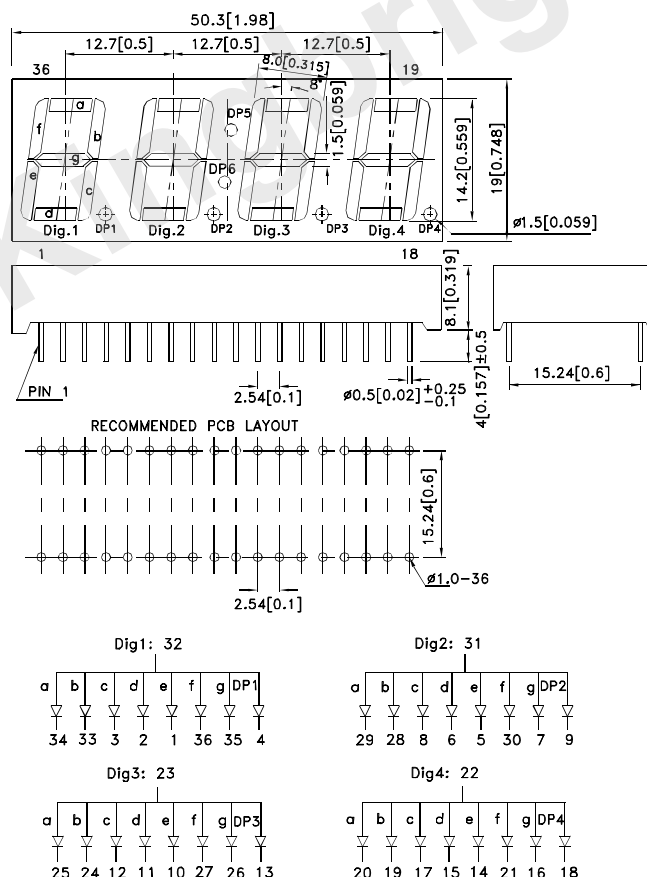 50.3[1.98]
12.7[0.5] 12.7[0.5] 12.7[0.5]
8.0[0.315]
36 19
8°
a
f b
g
e c
d
DP5
DP6
1.5[0.059]
14.2[0.559]
19[0.748]
Dig.1 DP1 Dig.2 DP2 Dig.3 DP3 Dig.4 DP4
ø1.5[0.059]
1 18
8.1[0.319]
PIN 1
2.54[0.1]
ø0.5[0.02] +0.25 -0.1
4[0.157]±0.5
15.24[0.6]
RECOMMENDED PCB LAYOUT
15.24[0.6]
ø1.0-36
2.54[0.1]
Dig1: 32
a b c d e f g DP1
34 33 3 2 1 36 35 4
Dig2: 31
a b c d e f g DP2
29 28 8 6 5 30 7 9
Dig3: 23
a b c d e f g DP3
25 24 12 11 10 27 26 13
Dig4: 22
a b c d e f g DP4
20 19 17 15 14 21 16 18